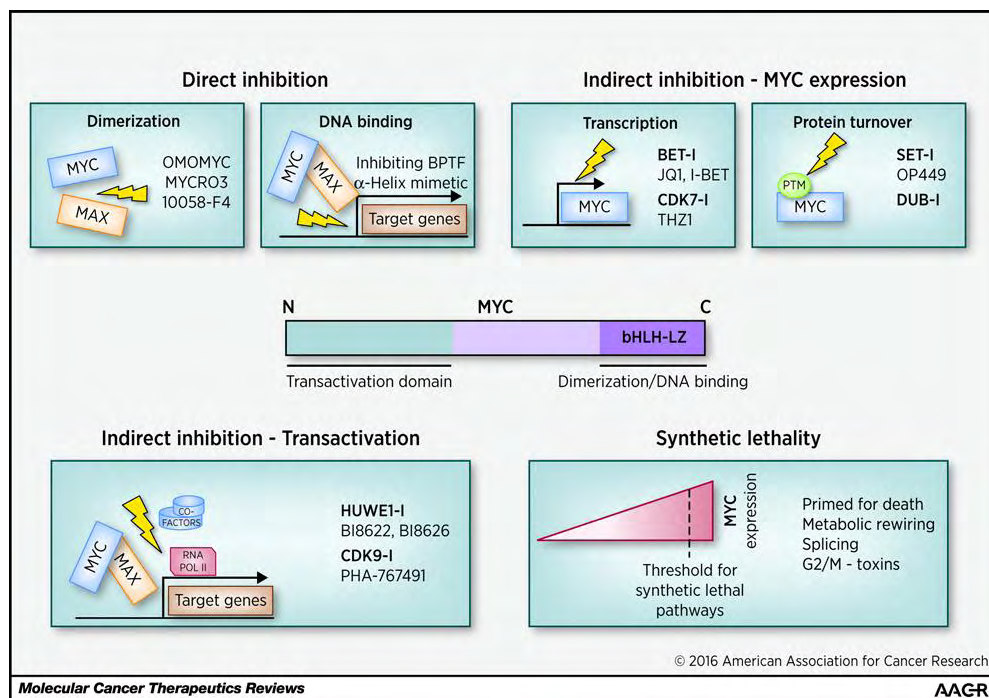 Direct inhibition
Dimerization
MYC
MAX
OMOMYC
MYCRO3
10058-F4
DNA binding
MYC
MAX
Inhibiting BPTF
α-Helix mimetic
Target genes
Indirect inhibition - MYC expression
Transcription
MYC
BET-I
JQ1, I-BET
CDK7-I
THZ1
Protein turnover
PTM
MYC
SET-I
OP449
DUB-I
N
MYC
C
bHLH-LZ
Transactivation domain
Dimerization/DNA binding
Indirect inhibition - Transactivation
MYC
MAX
CO-
FACTORS
RNA
POL II
Target genes
HUWE1-I
BI8622, BI8626
CDK9-I
PHA-767491
Synthetic lethality
MYC
expression
Threshold for
synthetic lethal
pathways
Primed for death
Metabolic rewiring
Splicing
G2/M - toxins
© 2016 American Association for Cancer Research
Molecular Cancer Therapeutics Reviews
AACR